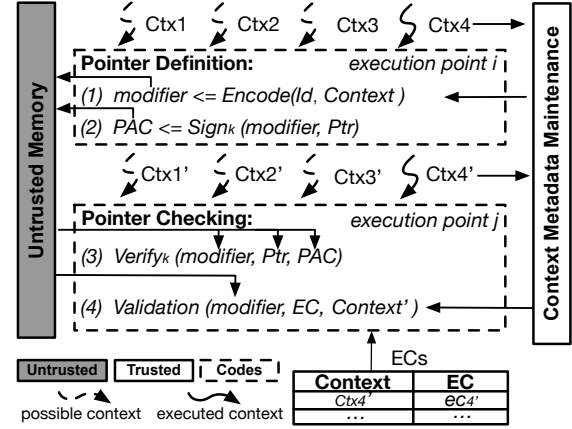 Ctx1 Ctx2 Ctx3 Ctx4
Pointer Definition: execution point i
(1) modifier <= Encode(Id, Context )
(2) PAC <= Signk (modifier, Ptr)
Ctx1' Ctx2' Ctx3' Ctx4'
Pointer Checking: execution point j
(3) Verifyk (modifier, Ptr, PAC)
(4) Validation (modifier, EC, Context' )
Untrusted Memory
Context Metadata Maintenance
Untrusted Trusted Codes
possible context executed context
ECs
Context EC
Ctx4' ec4'
... ...